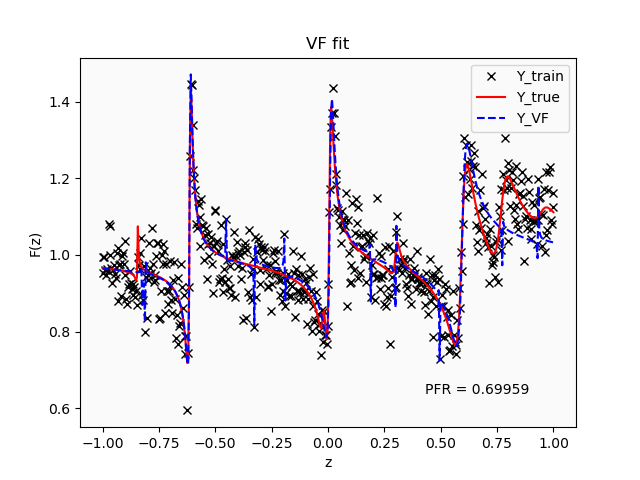 VF fit
Y_train
Y_true
Y_VF
F(z)
1.4
1.2
1.0
0.8
0.6
PFR = 0.69959
−1.00 −0.75 −0.50 −0.25 0.00 0.25 0.50 0.75 1.00
z